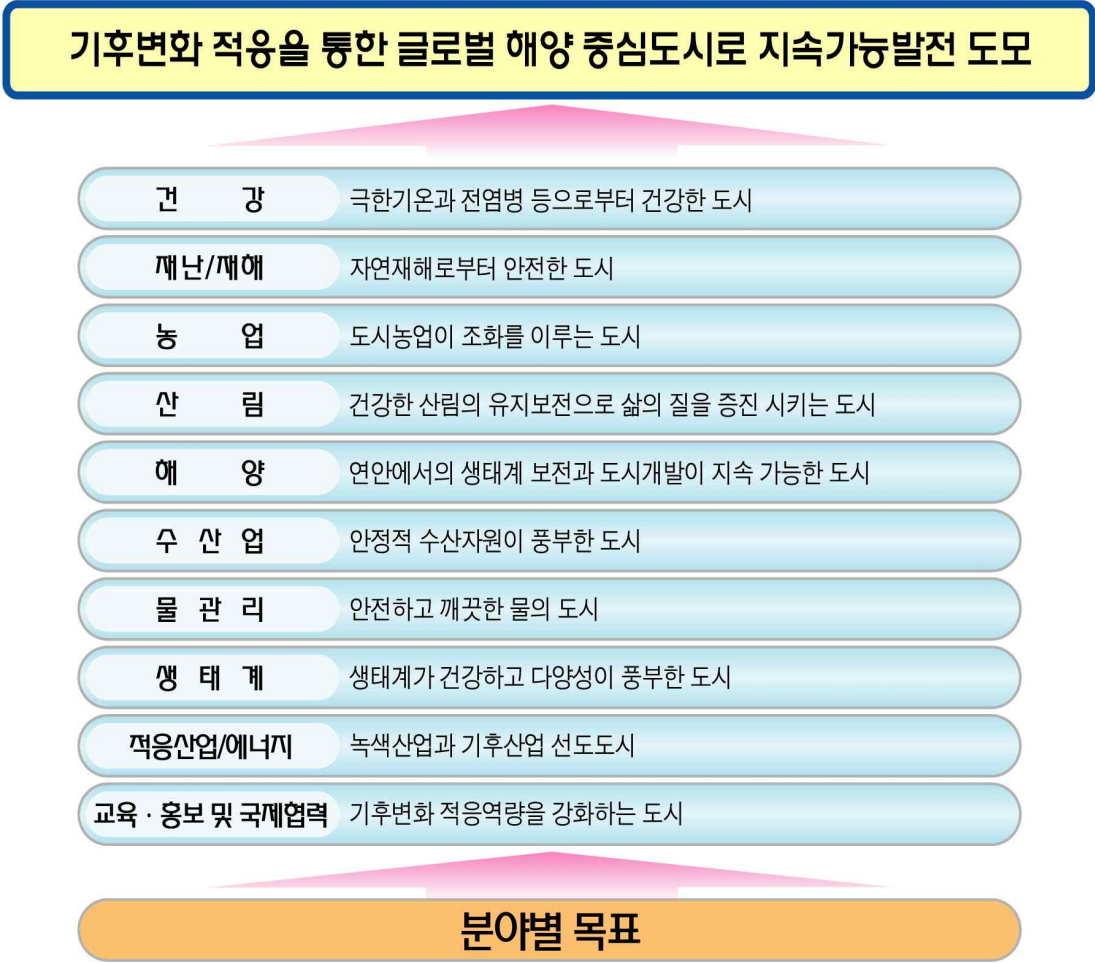 기후변화 적응을 통한 글로벌 해양 중심도시로 지속가능발전 도모
건 강 극한기온과 전염병 등으로부터 건강한 도시
재난/재해 자연재해로부터 안전한 도시
농 업 도시농업이 조화를 이루는 도시
산 림 건강한 산림의 유지보전으로 삶의 질을 증진 시키는 도시
해 양 연안에서의 생태계 보전과 도시개발이 지속 가능한 도시
수 산 업 안정적 수산자원이 풍부한 도시
물 관 리 안전하고 깨끗한 물의 도시
생 태 계 생태계가 건강하고 다양성이 풍부한 도시
적응산업/에너지 녹색산업과 기후산업 선도도시
교육 · 홍보 및 국제협력 기후변화 적응역량을 강화하는 도시
분야별 목표